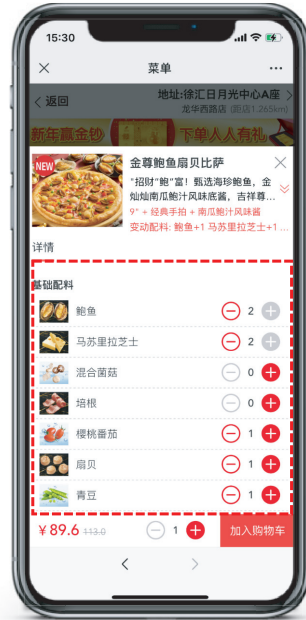 15:30
菜单
返回
地址:徐汇日月光中心A座
龙华西路店 (距店1.265km)
新年赢金钞
下单人人有礼
NEW
金尊鲍鱼扇贝比萨
"招财“鲍”富！甄选海珍鲍鱼，金
灿灿南瓜鲍汁风味底酱，吉祥尊...
9" + 经典手拍 + 南瓜鲍汁风味酱
变动配料: 鲍鱼+1 马苏里拉芝士+1 ...
详情
基础配料
鲍鱼 2
马苏里拉芝士 2
混合菌菇 0
培根 0
樱桃番茄 1
扇贝 1
青豆 1
¥89.6 113.0 1 加入购物车